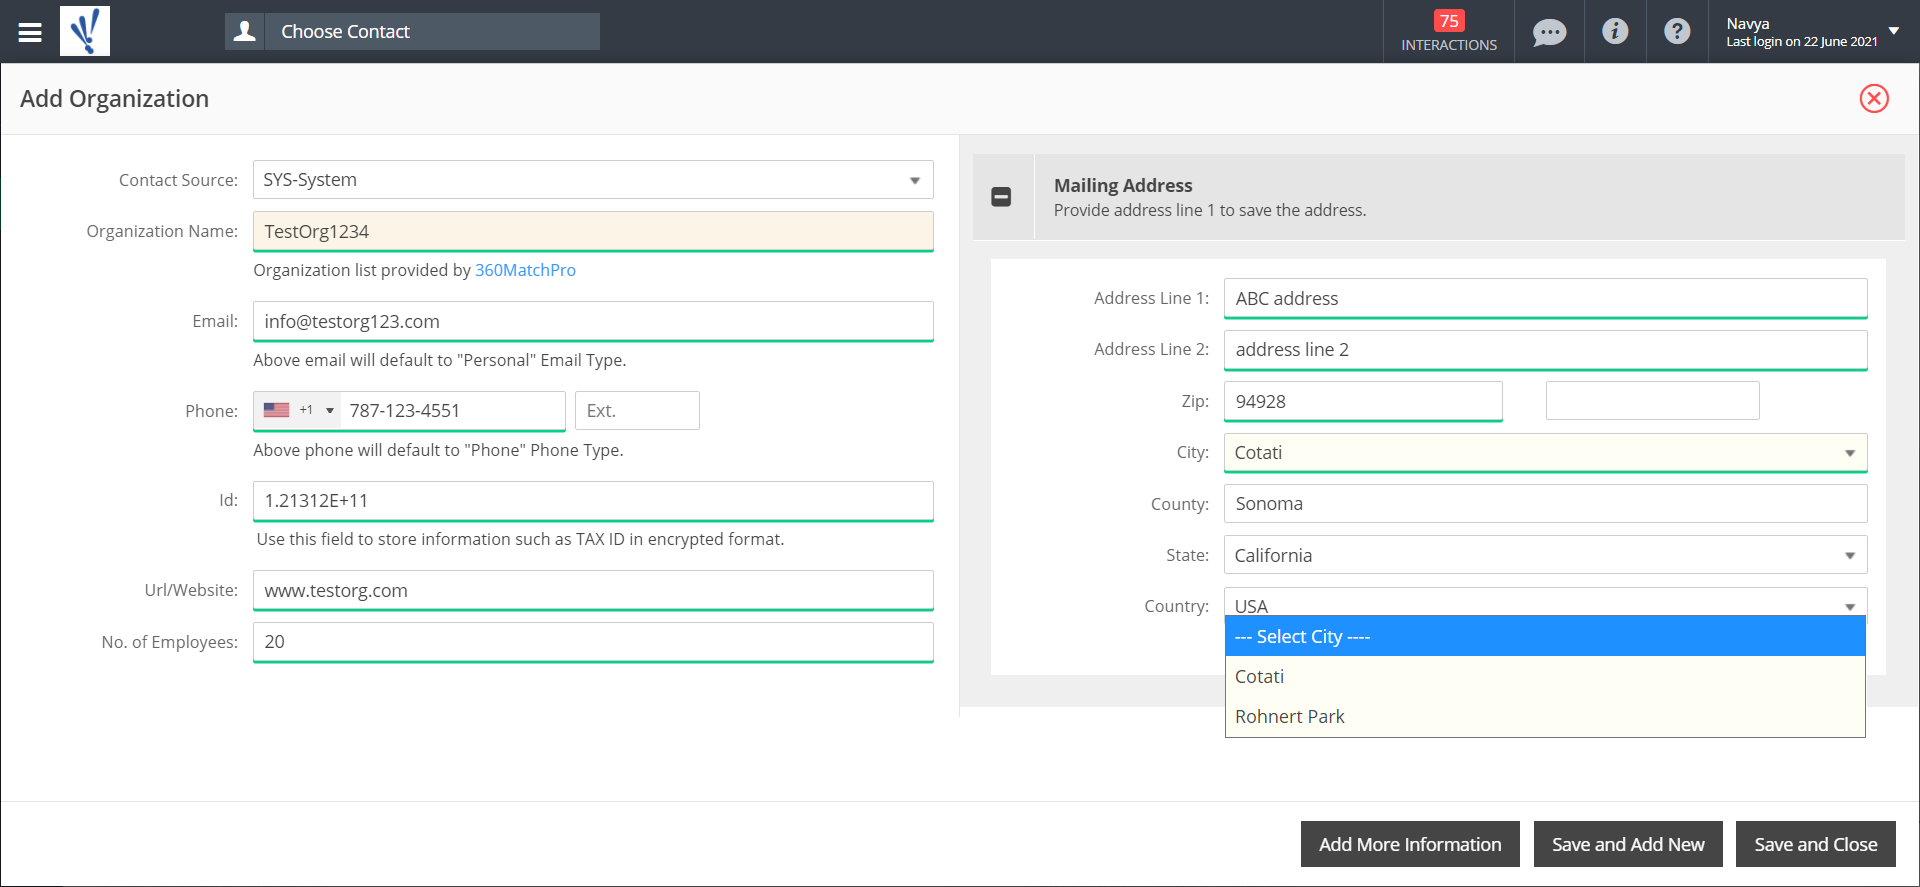 Choose Contact
75
INTERACTIONS
Navya
Last login on 22 June 2021
Add Organization
Contact Source:
SYS-System
Organization Name:
TestOrg1234
Organization list provided by 360MatchPro
Email:
info@testorg123.com
Above email will default to "Personal" Email Type.
Phone:
+1
787-123-4551
Ext.
Above phone will default to "Phone" Phone Type.
Id:
1.21312E+11
Use this field to store information such as TAX ID in encrypted format.
Url/Website:
www.testorg.com
No. of Employees:
20
Mailing Address
Provide address line 1 to save the address.
Address Line 1:
ABC address
Address Line 2:
address line 2
Zip:
94928
City:
Cotati
County:
Sonoma
State:
California
Country:
USA
--- Select City ----
Cotati
Rohnert Park
Add More Information
Save and Add New
Save and Close